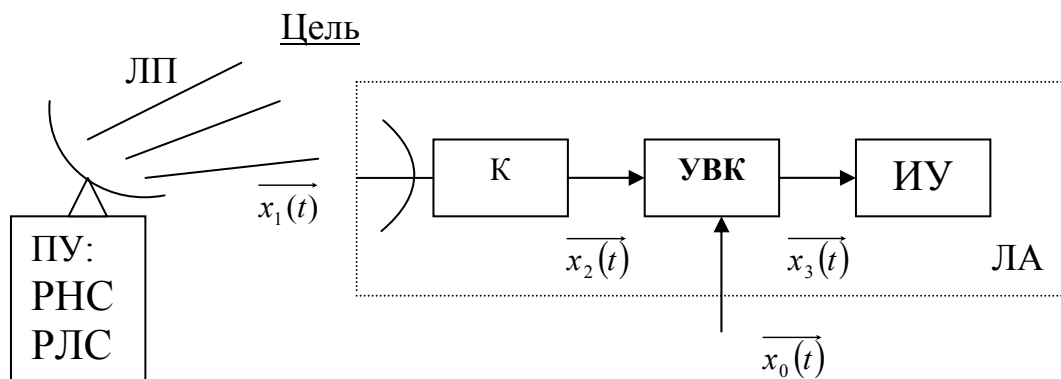 Цель
ЛП
К
УВК
ИУ
x₁(t)
x₂(t)
x₃(t)
ЛА
ПУ:
РНС
РЛС
x₀(t)